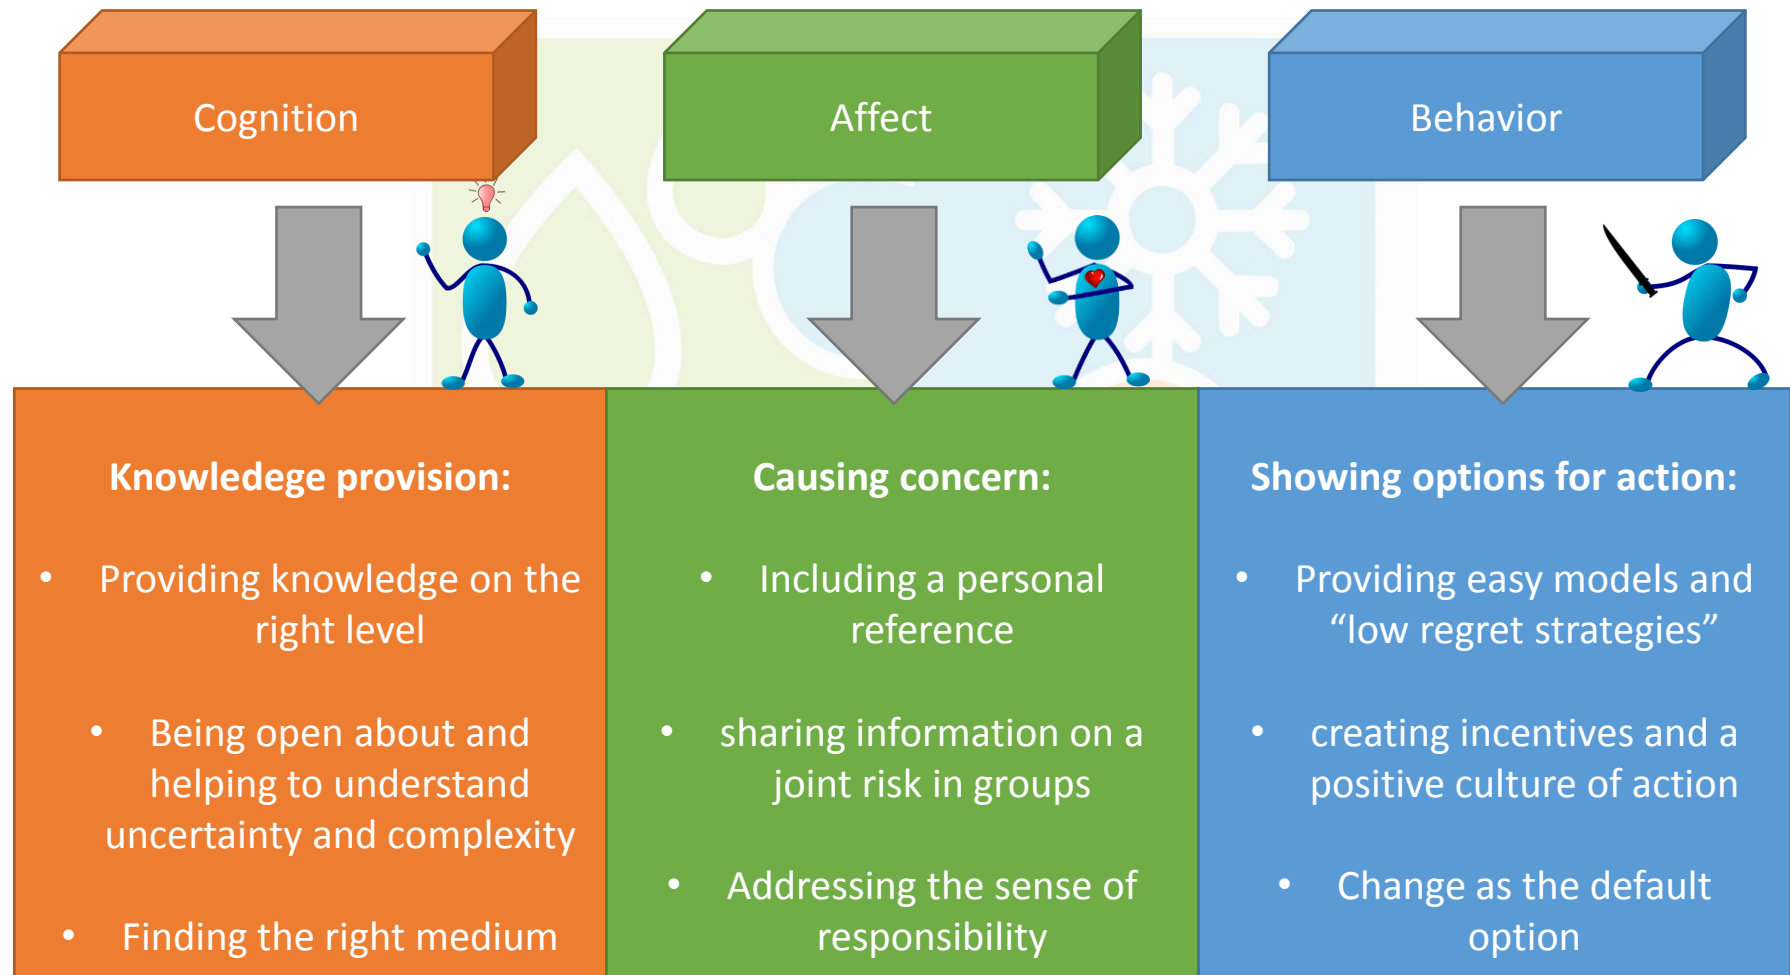 Cognition
Affect
Behavior
Knowledege provision:
• Providing knowledge on the
right level
• Being open about and
helping to understand
uncertainty and complexity
• Finding the right medium
Causing concern:
• Including a personal
reference
• sharing information on a
joint risk in groups
• Addressing the sense of
responsibility
Showing options for action:
• Providing easy models and
“low regret strategies”
• creating incentives and a
positive culture of action
• Change as the default
option